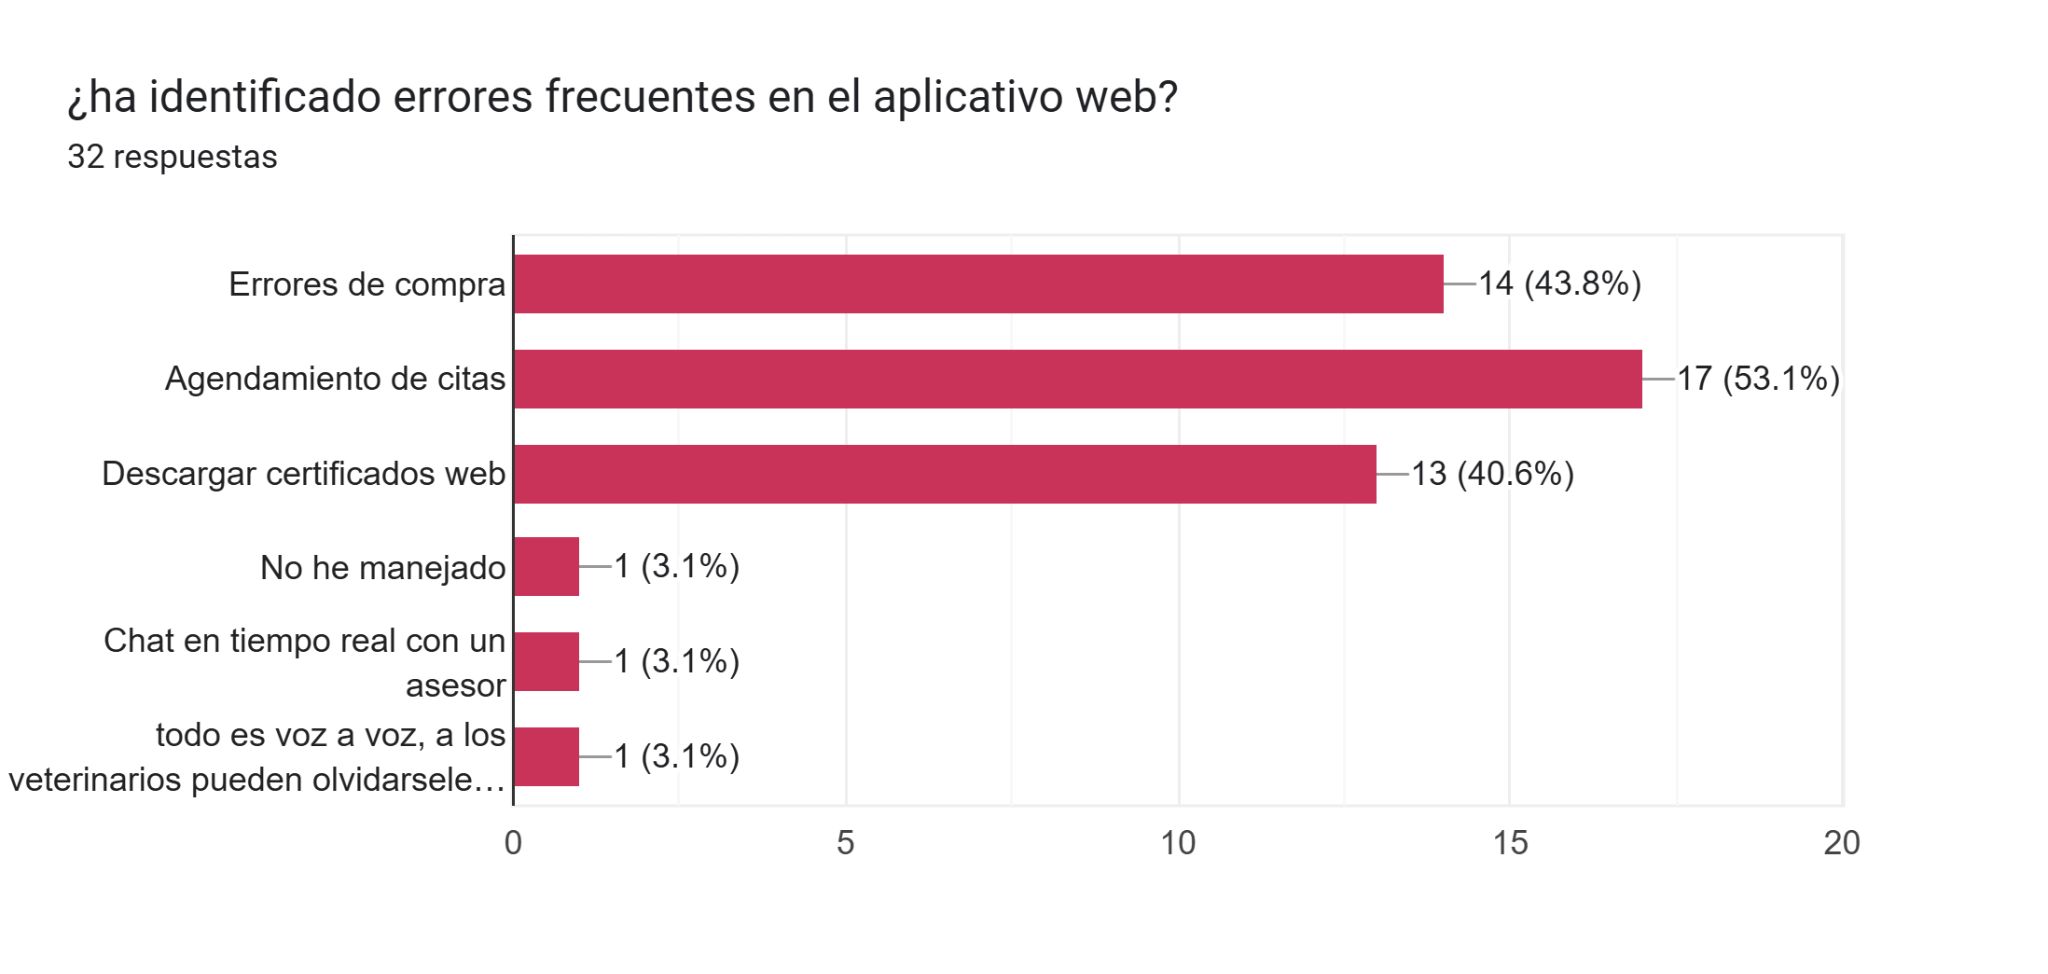 ¿ha identificado errores frecuentes en el aplicativo web?
32 respuestas
Errores de compra
14 (43.8%)
Agendamiento de citas
17 (53.1%)
Descargar certificados web
13 (40.6%)
No he manejado
1 (3.1%)
Chat en tiempo real con un
asesor
1 (3.1%)
todo es voz a voz, a los
veterinarios pueden olvidarsele…
1 (3.1%)
0 5 10 15 20